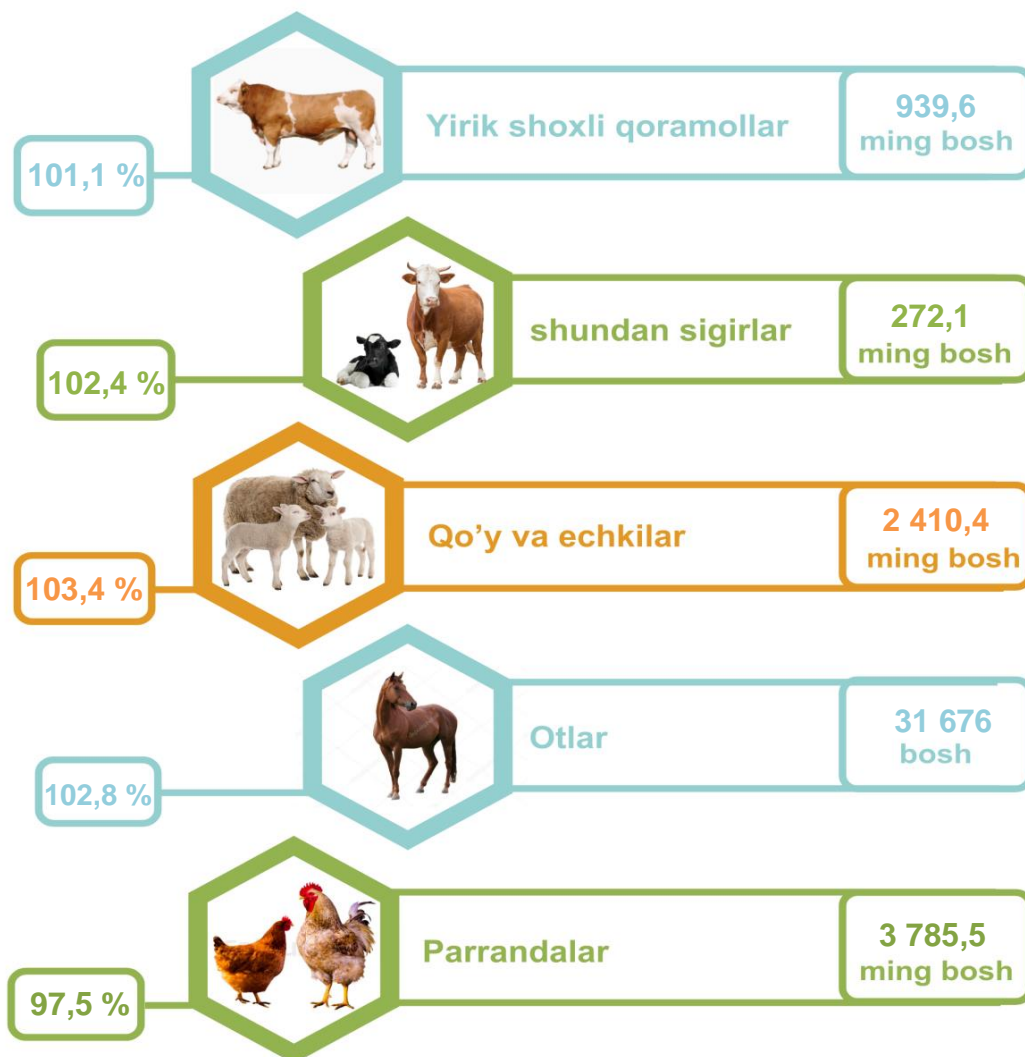 Yirik shoxli qoramollar
939,6
ming bosh
101,1 %
shundan sigirlar
272,1
ming bosh
102,4 %
Qo’y va echkilar
2 410,4
ming bosh
103,4 %
Otlar
31 676
bosh
102,8 %
Parrandalar
3 785,5
ming bosh
97,5 %